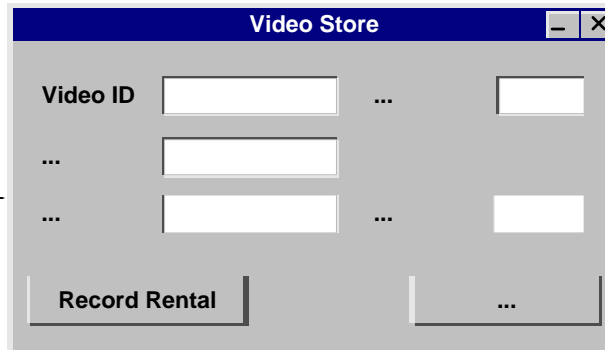 Video Store
Video ID ...
...
... ...
Record Rental ...